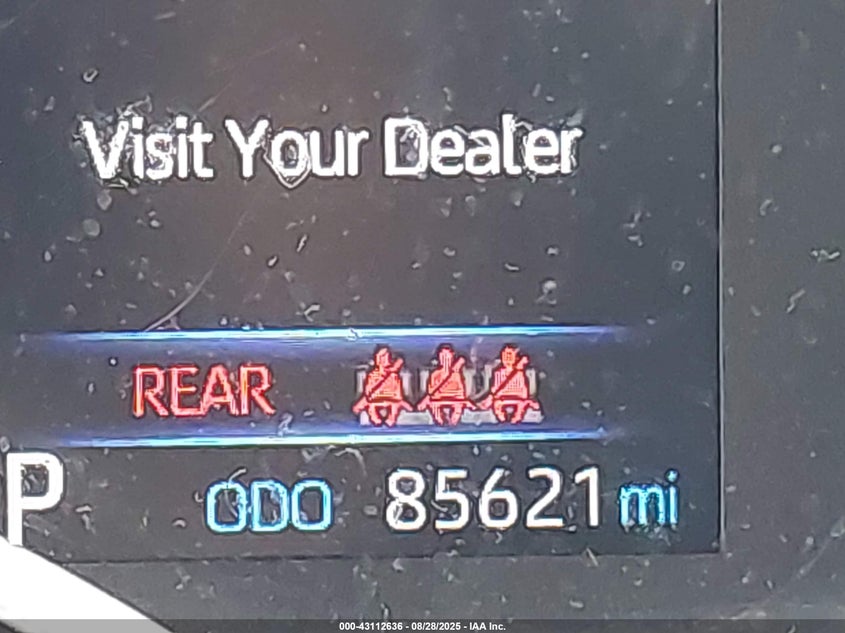 Visit Your Dealer
REAR
P ODO 85621 mi
000-43112636 - 08/28/2025 - IAA Inc.